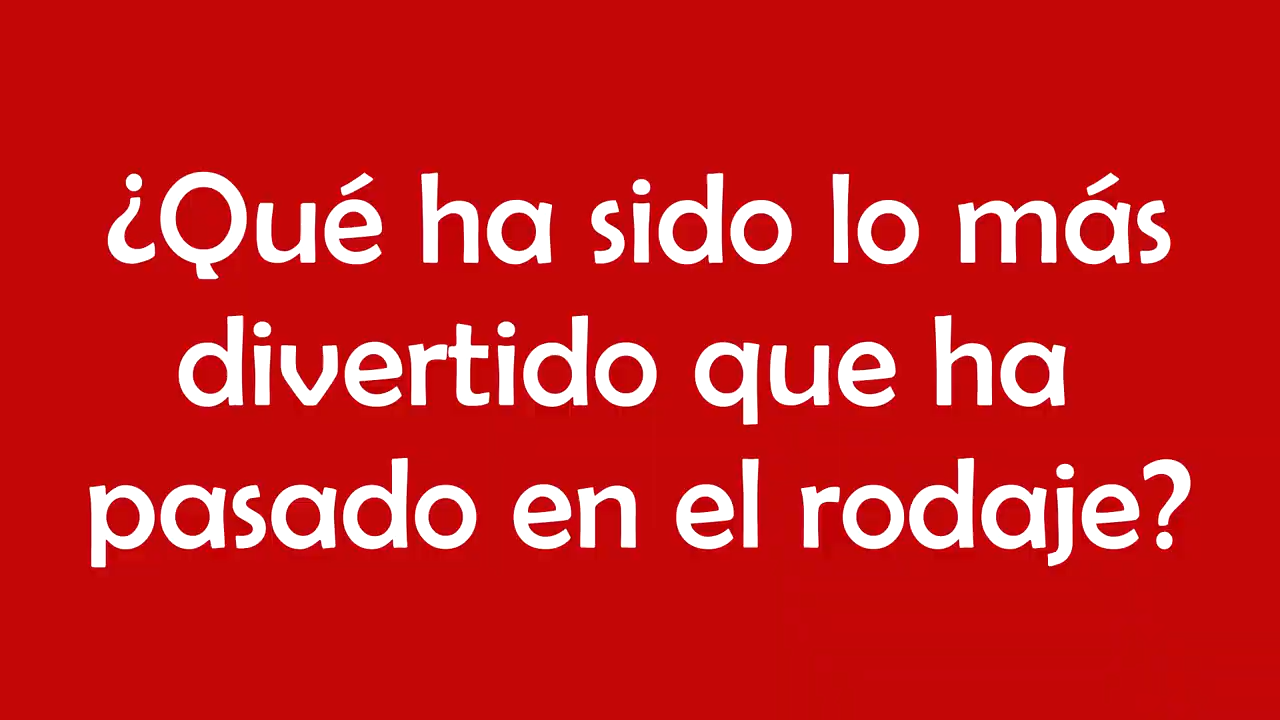 ¿Qué ha sido lo más
divertido que ha
pasado en el rodaje?